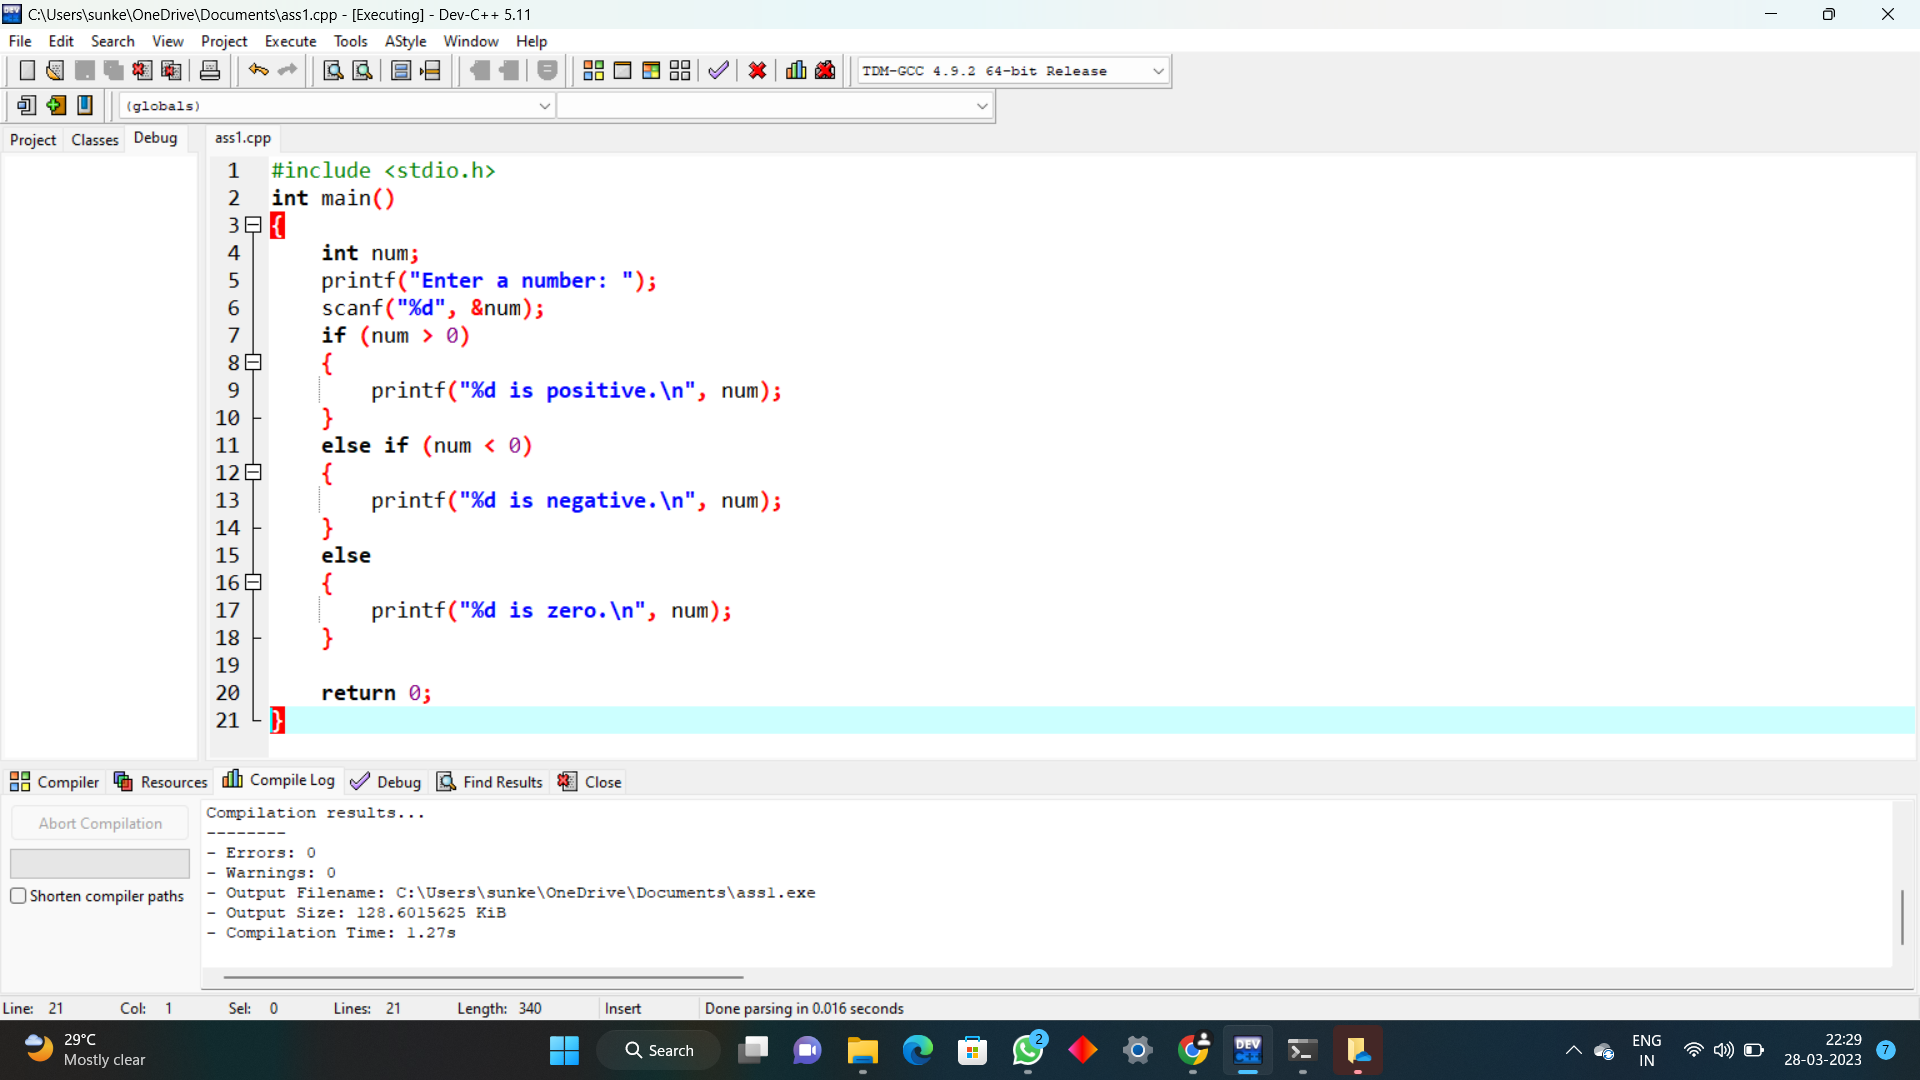 C:\Users\sunke\OneDrive\Documents\ass1.cpp - [Executing] - Dev-C++ 5.11
File Edit Search View Project Execute Tools AStyle Window Help
TDM-GCC 4.9.2 64-bit Release
(globals)
Project Classes Debug ass1.cpp
1 #include <stdio.h>
2 int main()
3 {
4 int num;
5 printf("Enter a number: ");
6 scanf("%d", &num);
7 if (num > 0)
8 {
9 printf("%d is positive.\n", num);
10 }
11 else if (num < 0)
12 {
13 printf("%d is negative.\n", num);
14 }
15 else
16 {
17 printf("%d is zero.\n", num);
18 }
19
20 return 0;
21 }
Compiler Resources Compile Log Debug Find Results Close
Abort Compilation
Shorten compiler paths
Compilation results...
--------
- Errors: 0
- Warnings: 0
- Output Filename: C:\Users\sunke\OneDrive\Documents\ass1.exe
- Output Size: 128.6015625 KiB
- Compilation Time: 1.27s
Line: 21 Col: 1 Sel: 0 Lines: 21 Length: 340 Insert Done parsing in 0.016 seconds
29°C
Mostly clear
Search
2
DEV
C++
ENG
IN
22:29
28-03-2023
7